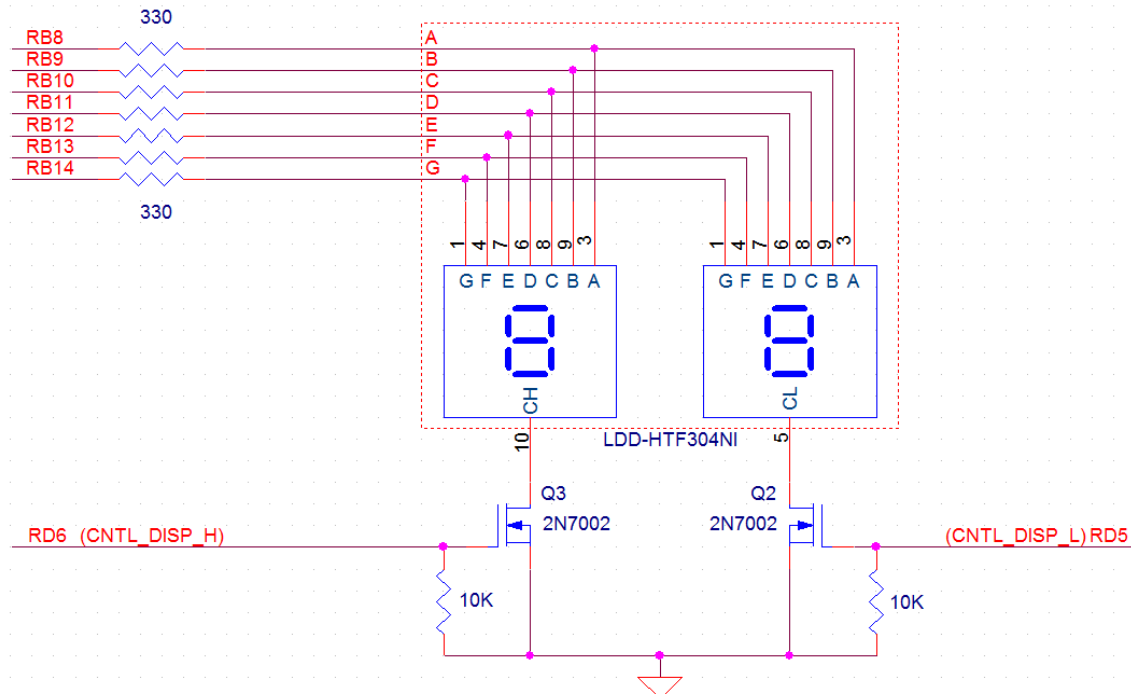 330
RB8 A
RB9 B
RB10 C
RB11 D
RB12 E
RB13 F
RB14 G
330
1 4 7 6 8 9 3 1 4 7 6 8 9 3
G F E D C B A G F E D C B A
CH CL
10 LDD-HTF304NI 5
Q3 Q2
2N7002 2N7002
RD6 (CNTL_DISP_H) (CNTL_DISP_L) RD5
10K 10K